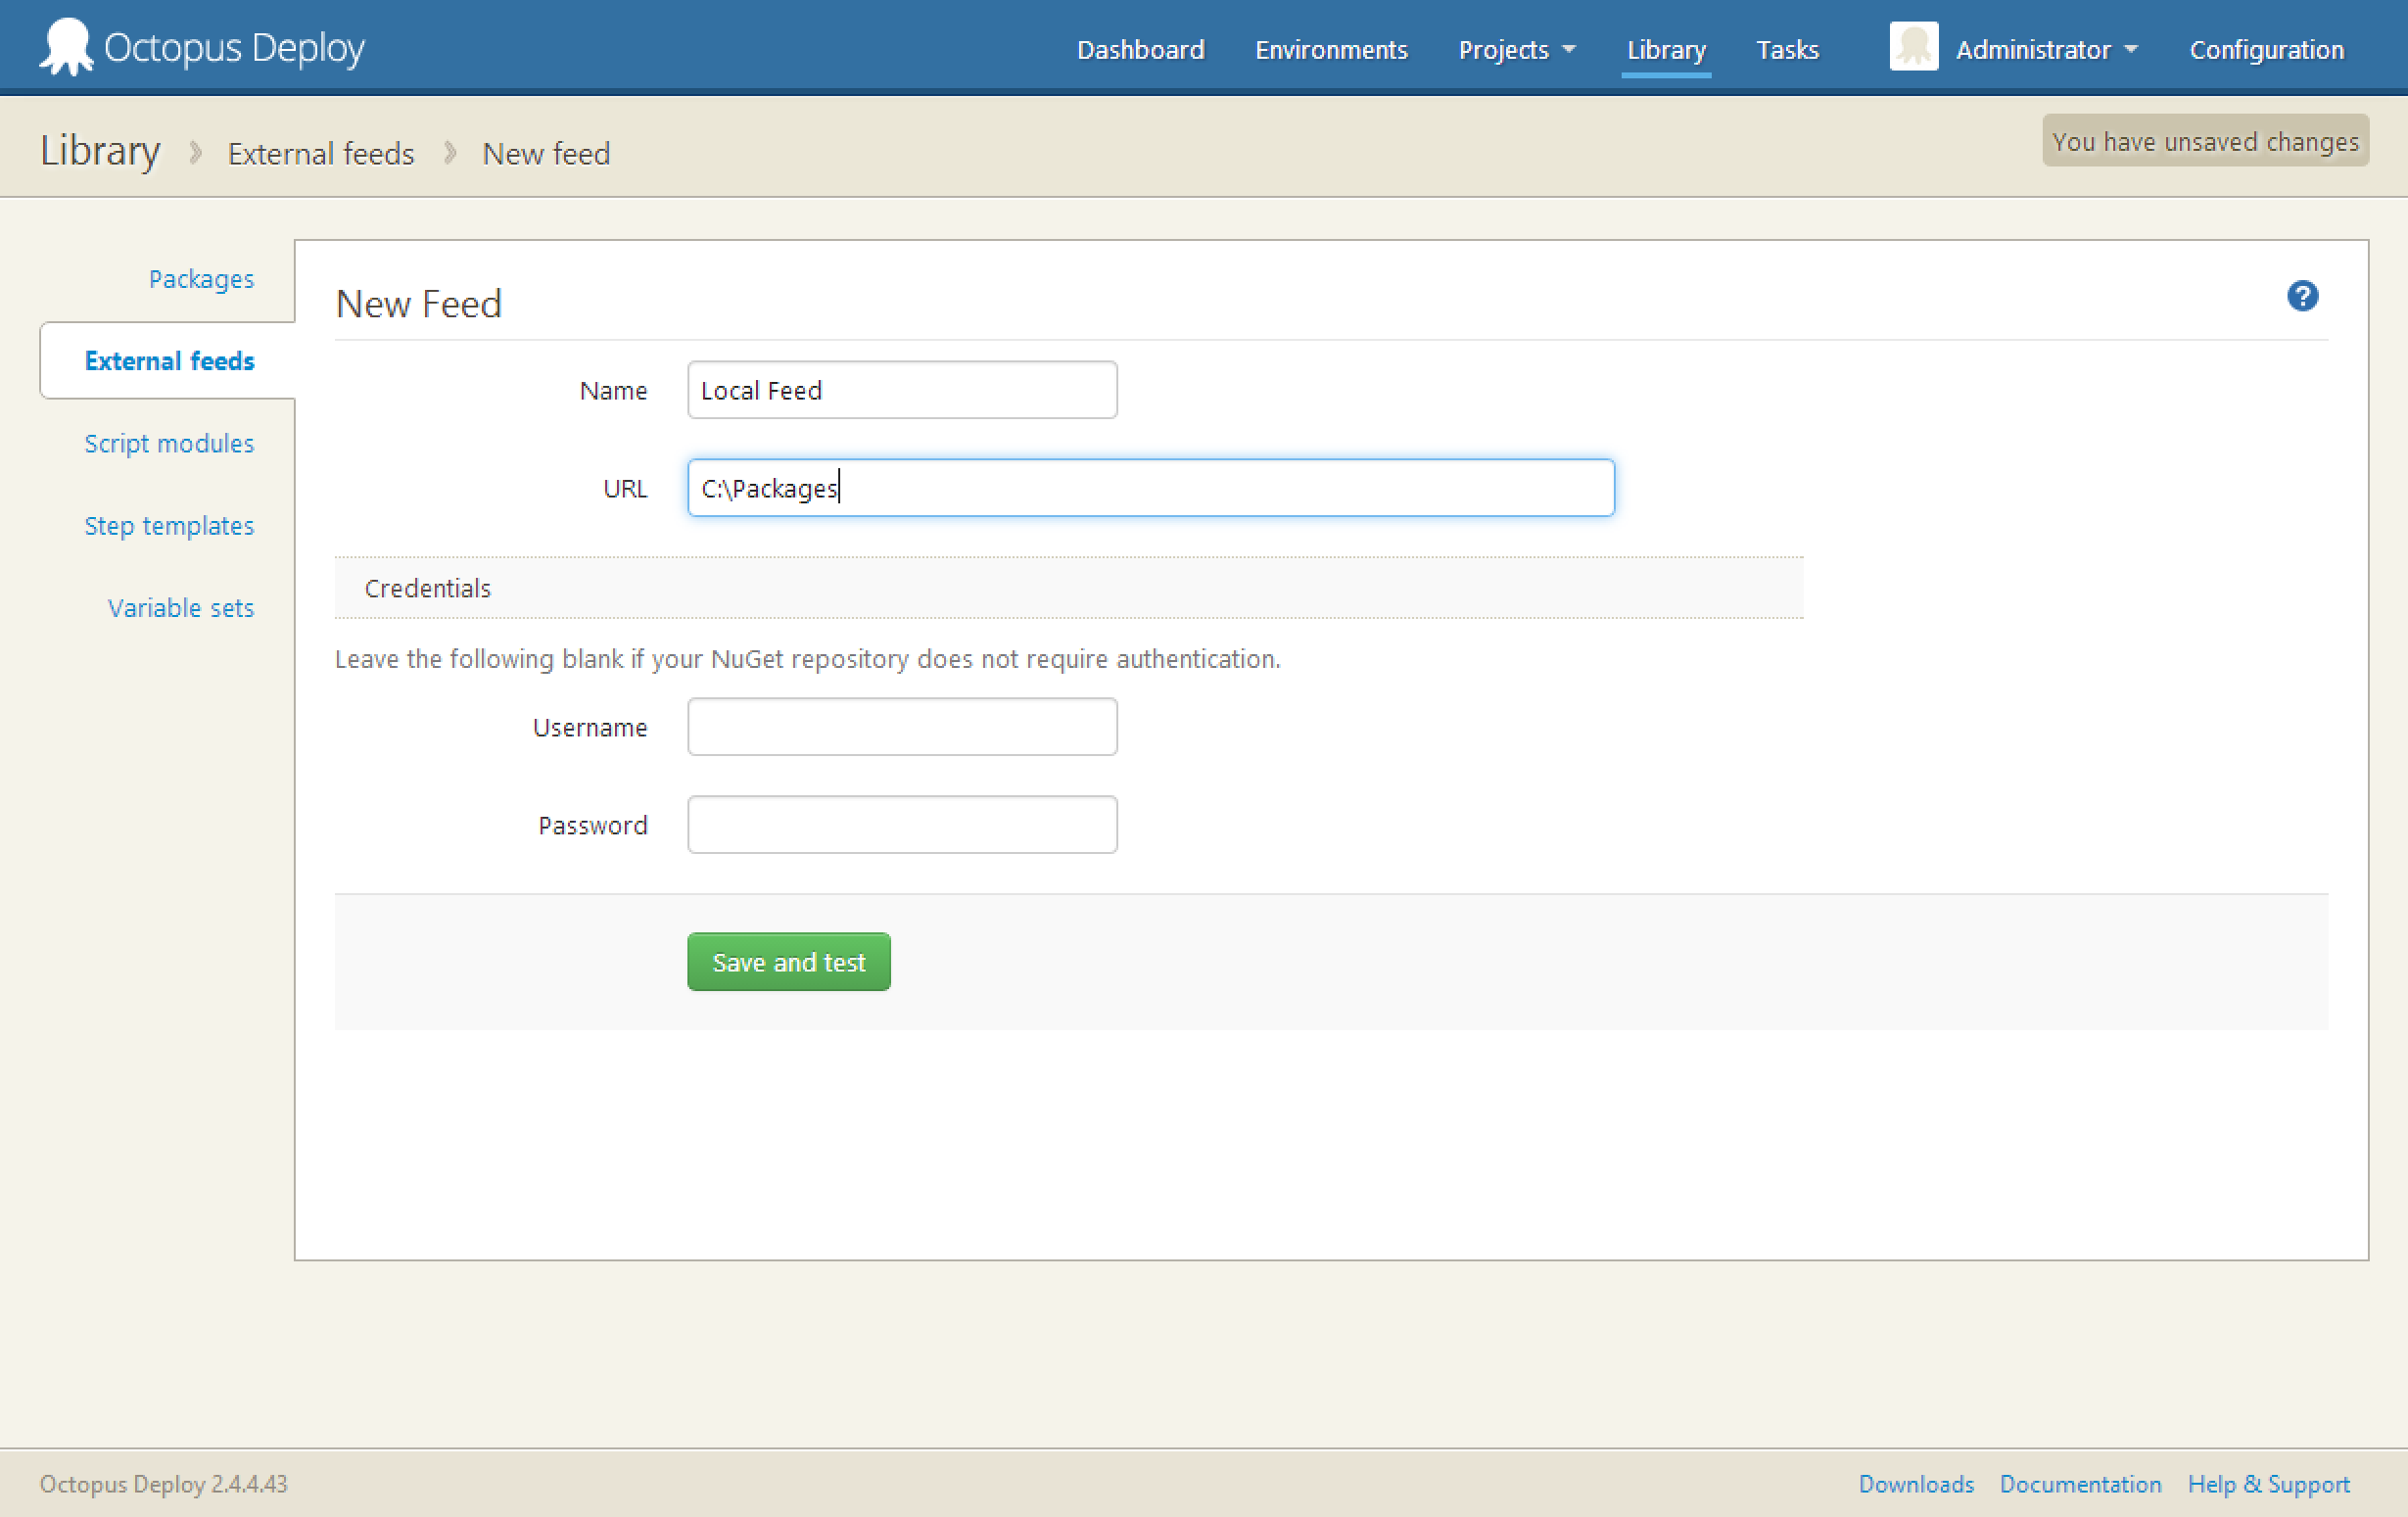 Octopus Deploy
Dashboard Environments Projects Library Tasks Administrator Configuration
Library External feeds New feed
You have unsaved changes
Packages
External feeds
Script modules
Step templates
Variable sets
New Feed
?
Name Local Feed
URL C:\Packages
Credentials
Leave the following blank if your NuGet repository does not require authentication.
Username
Password
Save and test
Octopus Deploy 2.4.4.43
Downloads Documentation Help & Support